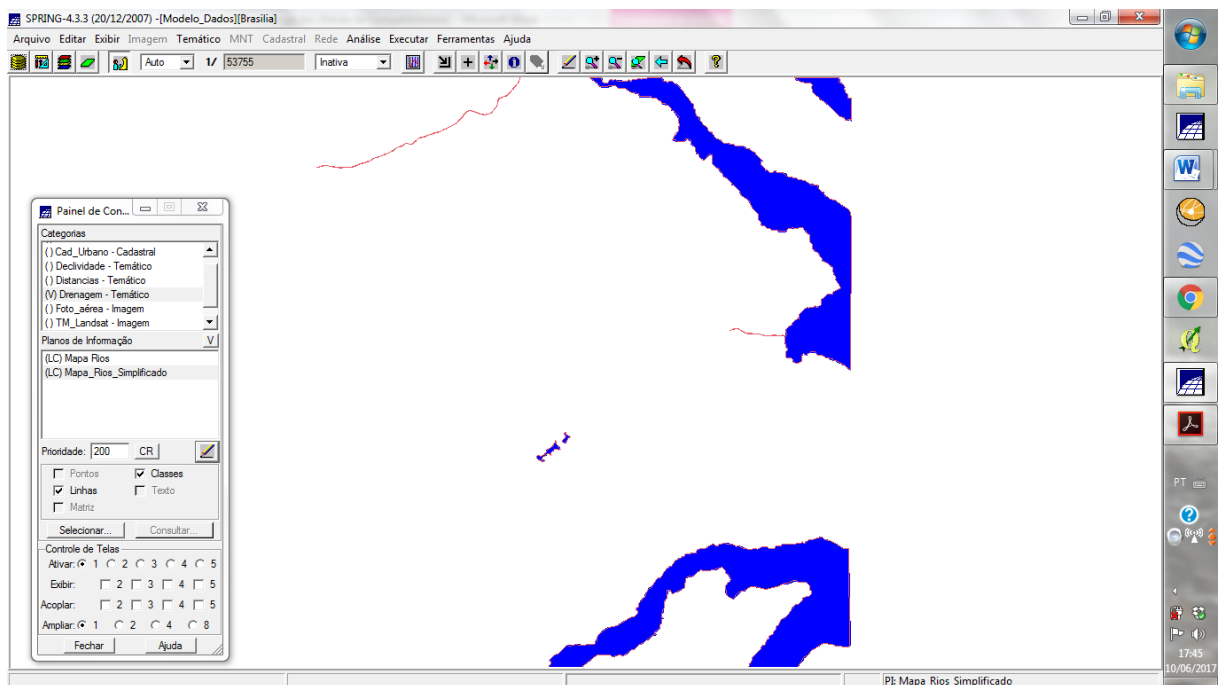 SPRING-4.3.3 (20/12/2007) -[Modelo_Dados][Brasilia]
Arquivo Editar Exibir Imagem Temático MNT Cadastral Rede Análise Executar Ferramentas Ajuda
Auto 1/ 53755 Inativa
Painel de Con...
Categorias
( ) Cad_Urbano - Cadastral
( ) Declividade - Temático
( ) Distancias - Temático
(V) Drenagem - Temático
( ) Foto_aérea - Imagem
( ) TM_Landsat - Imagem
Planos de Informação V
(LC) Mapa Rios
(LC) Mapa_Rios_Simplificado
Prioridade: 200 CR
Pontos Classes
Linhas Texto
Matriz
Selecionar... Consultar...
Controle de Telas
Ativar: 1 2 3 4 5
Exibir: 2 3 4 5
Acoplar: 2 3 4 5
Ampliar: 1 2 4 8
Fechar Ajuda
PT
17:45
10/06/2017
PI: Mapa_Rios_Simplificado